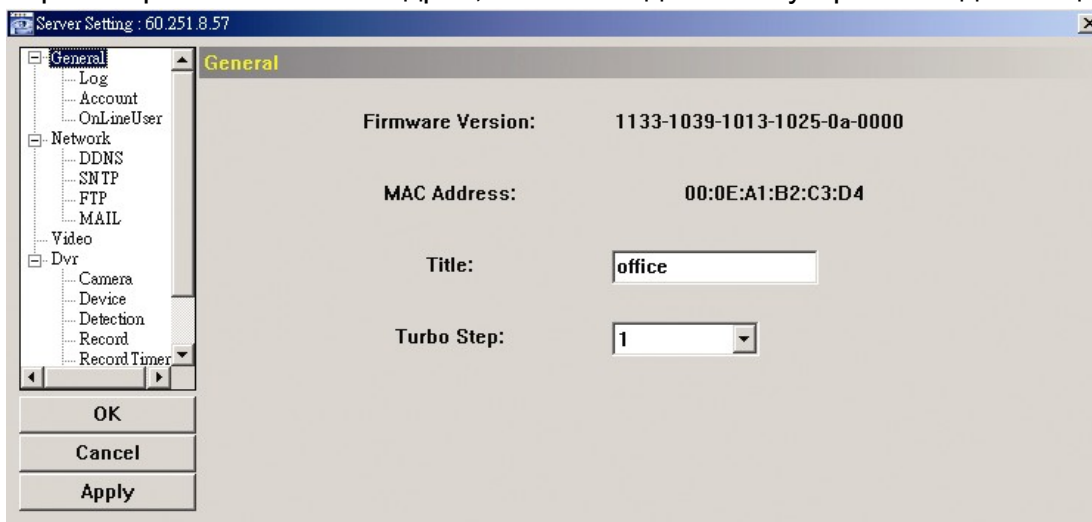 Server Setting : 60.251.8.57
General
Log
Account
OnLineUser
Network
DDNS
SNTP
FTP
MAIL
Video
Dvr
Camera
Device
Detection
Record
Record Timer
OK
Cancel
Apply
General
Firmware Version: 1133-1039-1013-1025-0a-0000
MAC Address: 00:0E:A1:B2:C3:D4
Title: office
Turbo Step: 1